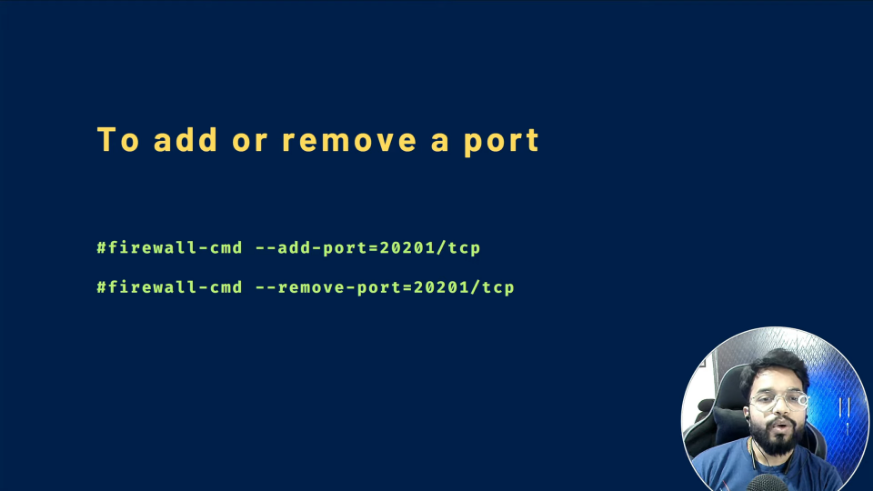 To add or remove a port
#firewall-cmd --add-port=20201/tcp
#firewall-cmd --remove-port=20201/tcp